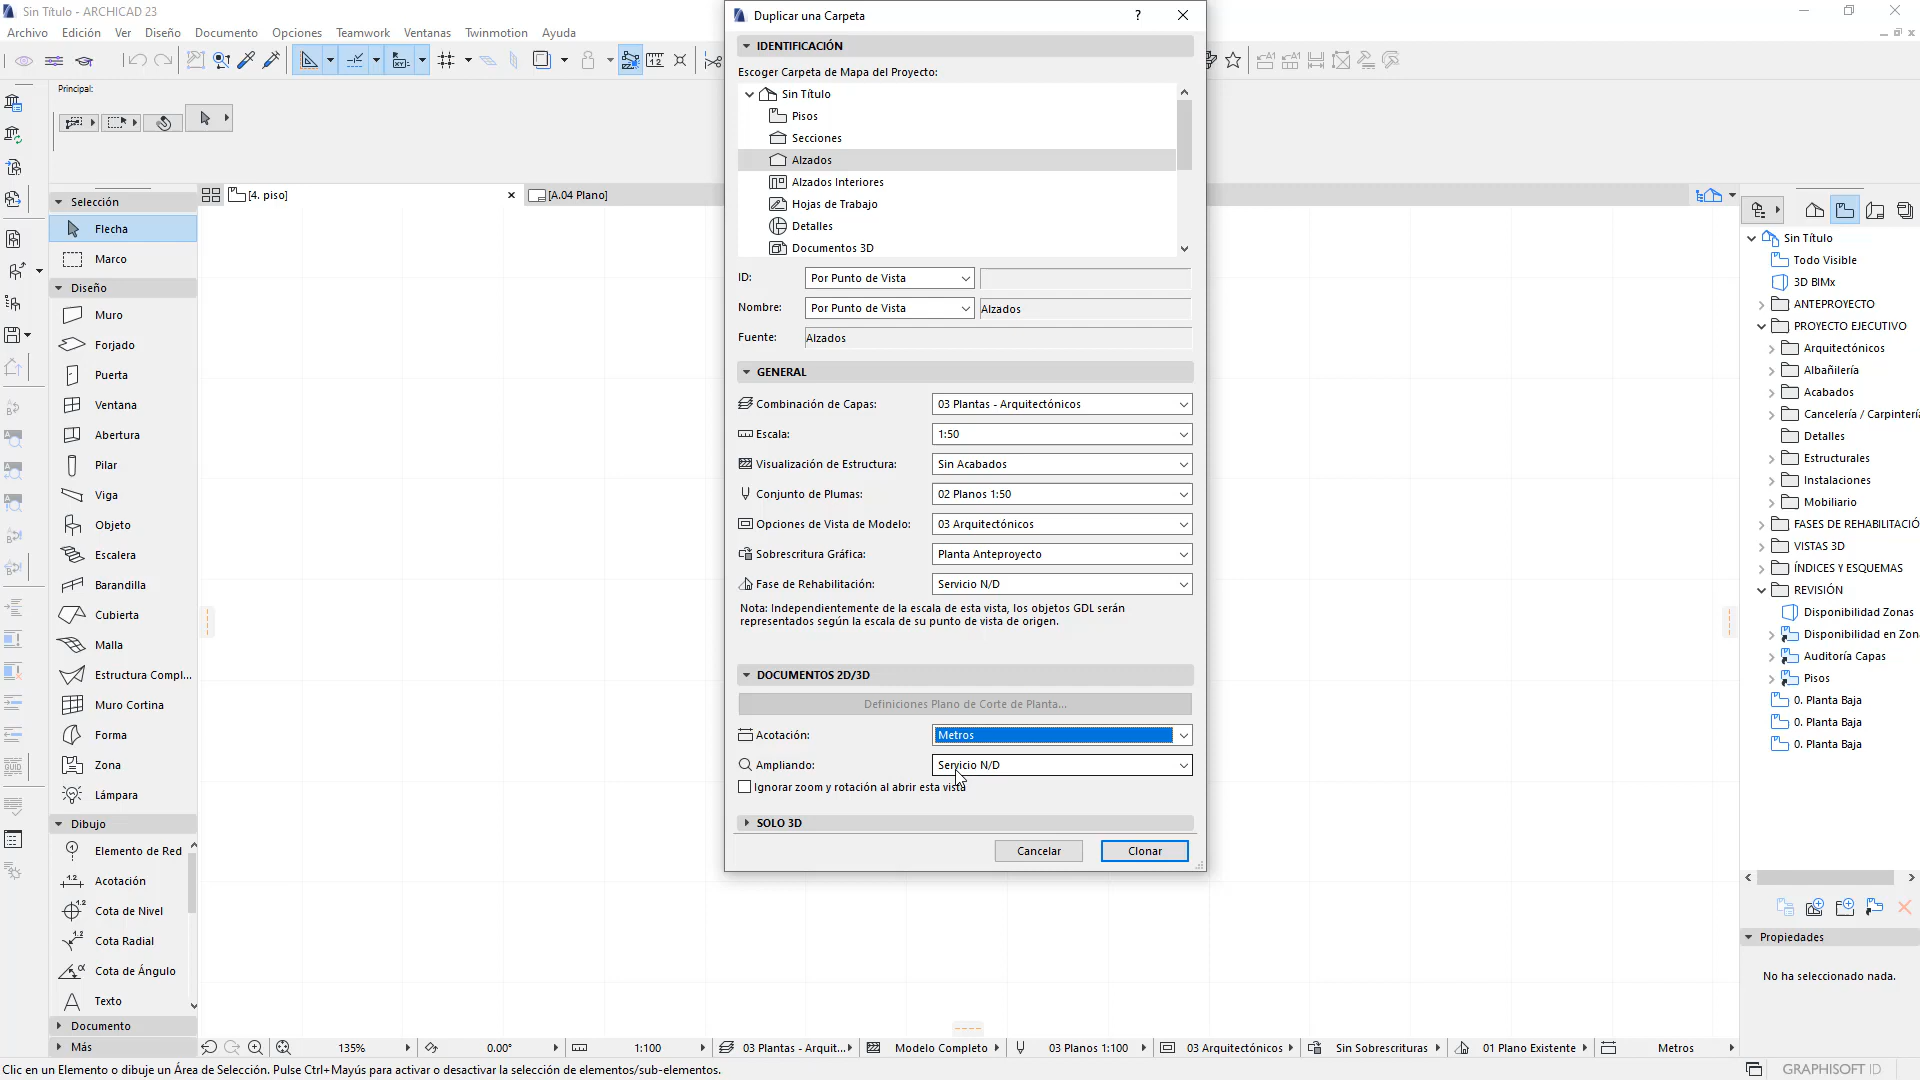 Sin Título - ARCHICAD 23
Archivo Edición Ver Diseño Documento Opciones Teamwork Ventanas Twinmotion Ayuda
Principal:
[4. piso]
[A.04 Plano]
Selección
Flecha
Marco
Diseño
Muro
Forjado
Puerta
Ventana
Abertura
Pilar
Viga
Objeto
Escalera
Barandilla
Cubierta
Malla
Estructura Compl...
Muro Cortina
Forma
Zona
Lámpara
Dibujo
Elemento de Red
Acotación
Cota de Nivel
Cota Radial
Cota de Ángulo
Texto
Documento
Más
Duplicar una Carpeta
IDENTIFICACIÓN
Escoger Carpeta de Mapa del Proyecto:
Sin Título
Pisos
Secciones
Alzados
Alzados Interiores
Hojas de Trabajo
Detalles
Documentos 3D
ID: Por Punto de Vista
Nombre: Por Punto de Vista Alzados
Fuente: Alzados
GENERAL
Combinación de Capas: 03 Plantas - Arquitectónicos
Escala: 1:50
Visualización de Estructura: Sin Acabados
Conjunto de Plumas: 02 Planos 1:50
Opciones de Vista de Modelo: 03 Arquitectónicos
Sobrescritura Gráfica: Planta Anteproyecto
Fase de Rehabilitación: Servicio N/D
Nota: Independientemente de la escala de esta vista, los objetos GDL serán
representados según la escala de su punto de vista de origen.
DOCUMENTOS 2D/3D
Definiciones Plano de Corte de Planta...
Acotación: Metros
Ampliando: Servicio N/D
Ignorar zoom y rotación al abrir esta vista
SOLO 3D
Cancelar Clonar
Sin Título
Todo Visible
3D BIMx
ANTEPROYECTO
PROYECTO EJECUTIVO
Arquitectónicos
Albañilería
Acabados
Cancelería / Carpintería
Detalles
Estructurales
Instalaciones
Mobiliario
FASES DE REHABILITACIÓ
VISTAS 3D
ÍNDICES Y ESQUEMAS
REVISIÓN
Disponibilidad Zonas
Disponibilidad en Zona
Auditoría Capas
Pisos
0. Planta Baja
0. Planta Baja
0. Planta Baja
Propiedades
No ha seleccionado nada.
135% 0.00° 1:100 03 Plantas - Arquit... Modelo Completo 03 Planos 1:100 03 Arquitectónicos Sin Sobrescrituras 01 Plano Existente Metros
Clic en un Elemento o dibuje un Área de Selección. Pulse Ctrl+Mayús para activar o desactivar la selección de elementos/sub-elementos.
GRAPHISOFT ID